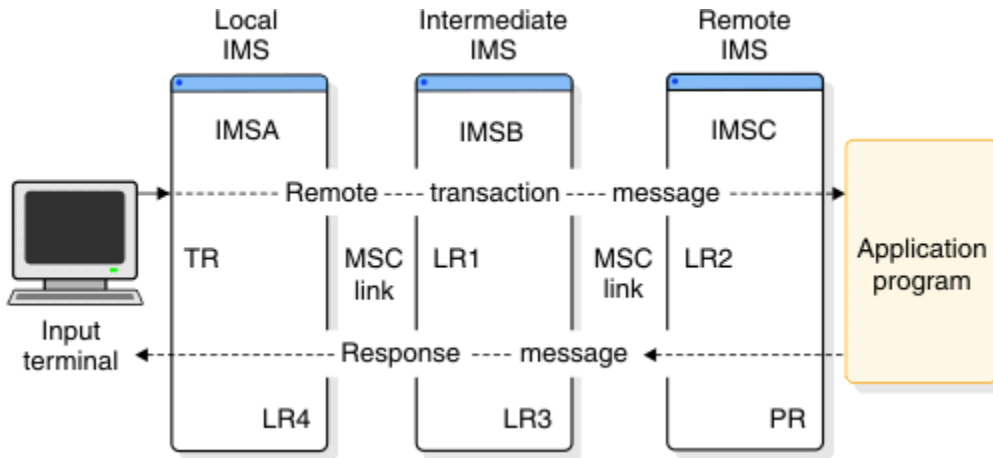 Local
IMS
Intermediate
IMS
Remote
IMS
IMSA
IMSB
IMSC
Remote transaction message
TR
MSC
link
LR1
MSC
link
LR2
Application
program
Input
terminal
Response message
LR4
LR3
PR